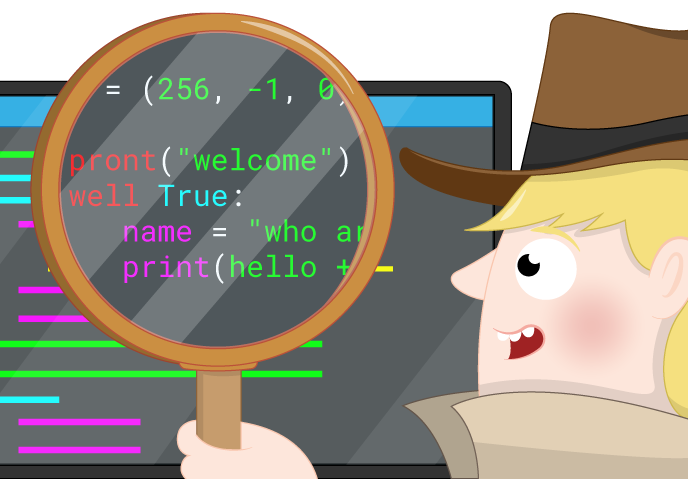 = (256, -1, 0)
pront("welcome")
well True:
name = "who ar
print(hello +